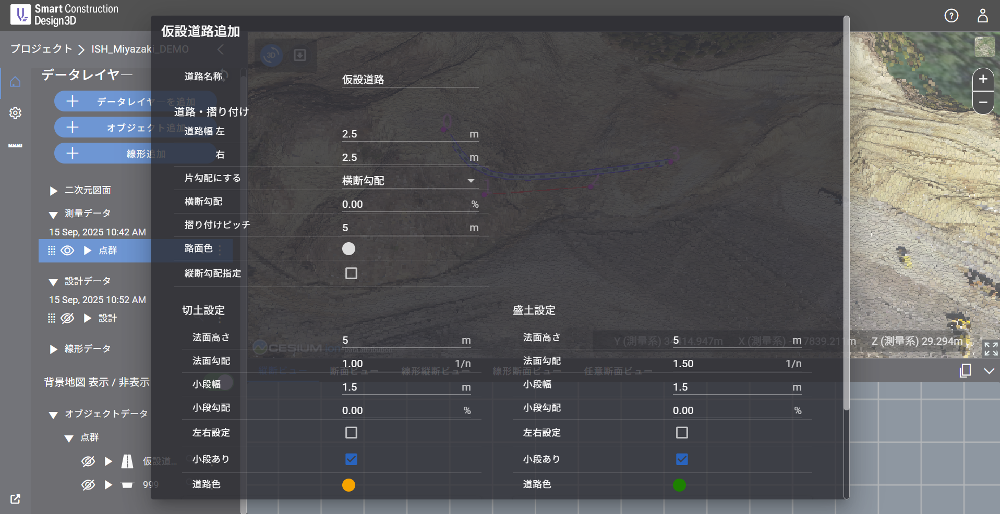 Smart Construction
Design3D
仮設道路追加
プロジェクト
ISH_Miyazaki_DEMO
3D
データレイヤー
道路名称
仮設道路
データレイヤーを追加
道路・摺り付け
オブジェクト追加
道路幅 左
2.5
m
線形追加
右
2.5
m
片勾配にする
横断勾配
二次元図面
横断勾配
0.00
%
測量データ
摺り付けピッチ
5
m
15 Sep, 2025 10:42 AM
点群
路面色
縦断勾配指定
設計データ
15 Sep, 2025 10:52 AM
設計
切土設定
盛土設定
線形データ
法面高さ
5
m
法面高さ
5
m
CESIUM ion
Data attribution
Y (測量系)
X (測量系)
Z (測量系) 29.294m
法面勾配
1.00
1/n
法面勾配
1.50
1/n
縦断ビュー
断面ビュー
線形縦断ビュー
線形断面ビュー
任意断面ビュー
背景地図 表示 / 非表示
小段幅
1.5
m
小段幅
1.5
m
小段勾配
0.00
%
小段勾配
0.00
%
オブジェクトデータ
点群
左右設定
左右設定
仮設道...
小段あり
小段あり
999
道路色
道路色